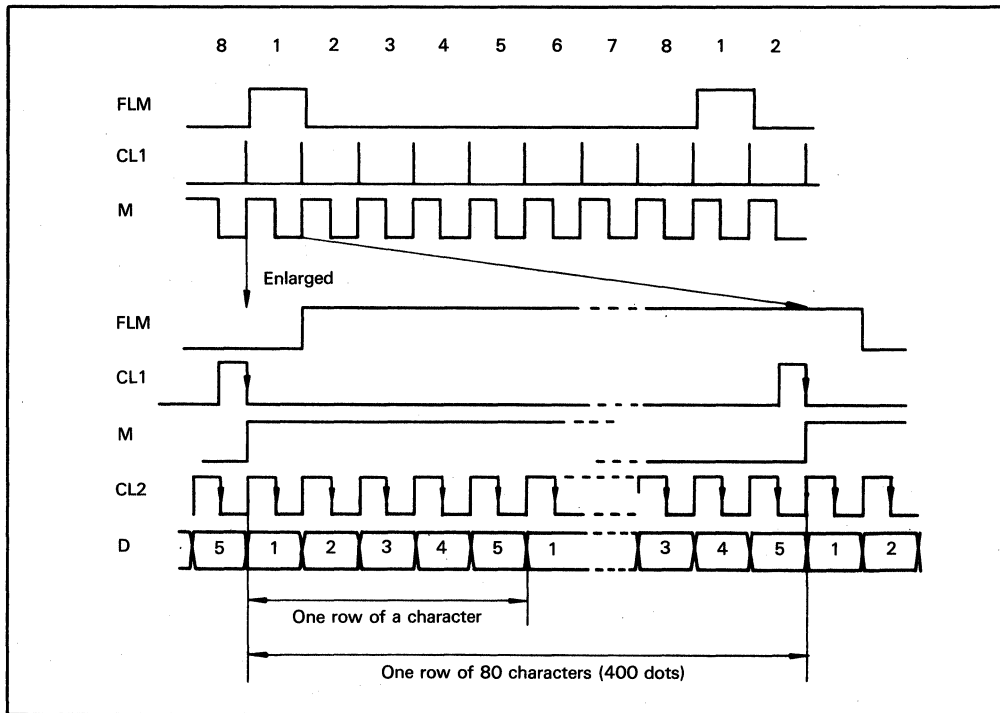 8 1 2 3 4 5 6 7 8 1 2
FLM
CL1
M
Enlarged
FLM
CL1
M
CL2
D 5 1 2 3 4 5 1 3 4 5 1 2
One row of a character
One row of 80 characters (400 dots)